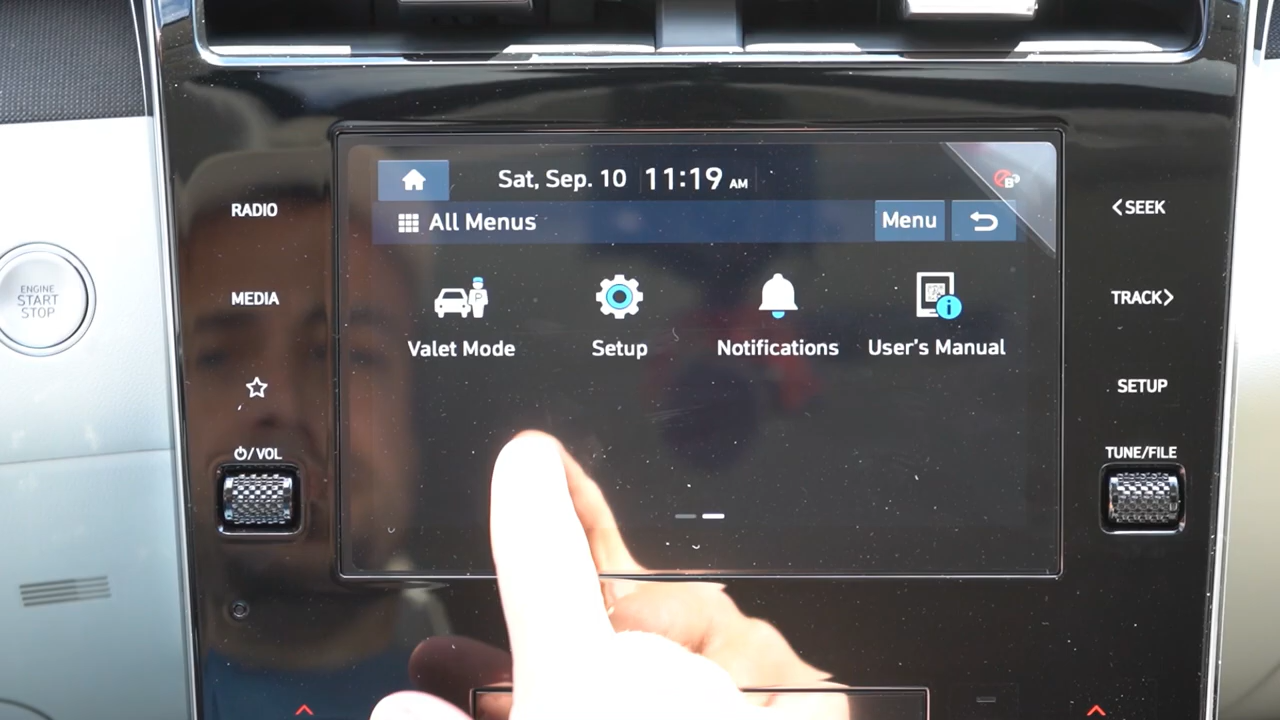 Sat, Sep. 10 11:19 AM
All Menus
Menu
RADIO
SEEK
ENGINE
START
STOP
MEDIA
TRACK
P
i
Valet Mode
Setup
Notifications
User's Manual
SETUP
/VOL
TUNE/FILE